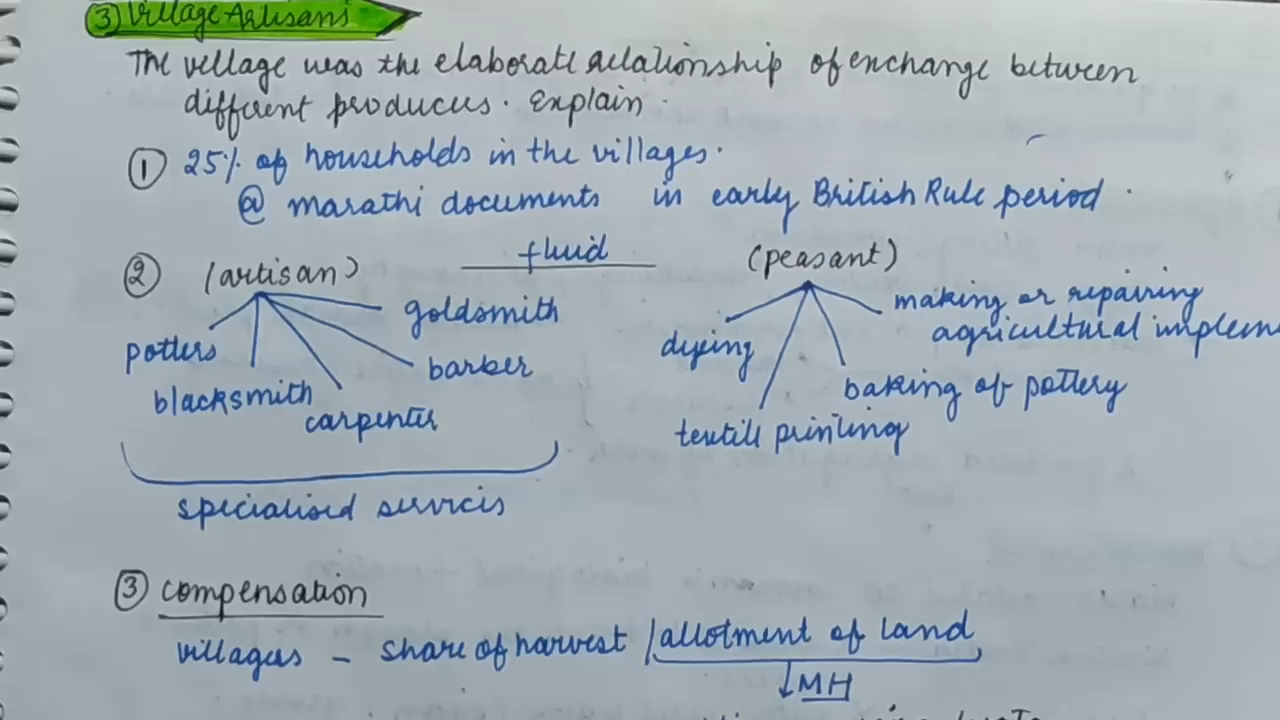 ③ Village Artisans
The village was the elaborate relationship of exchange between
different producers. Explain.
① 25% of households in the villages.
@ marathi documents in early British Rule period.
② (artisan) fluid (peasant)
goldsmith
making or repairing
agricultural implem
potters
barber
dyeing
blacksmith
baking of pottery
carpenter
textile printing
specialised services
③ compensation
villagers - share of harvest / allotment of land
↓ MH